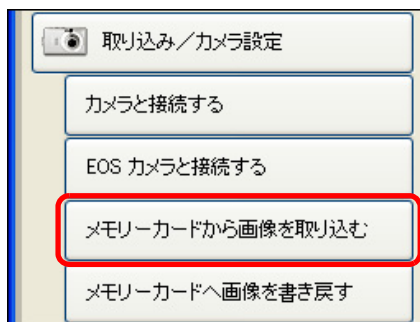 取り込み／カメラ設定
カメラと接続する
EOS カメラと接続する
メモリーカードから画像を取り込む
メモリーカードへ画像を書き戻す